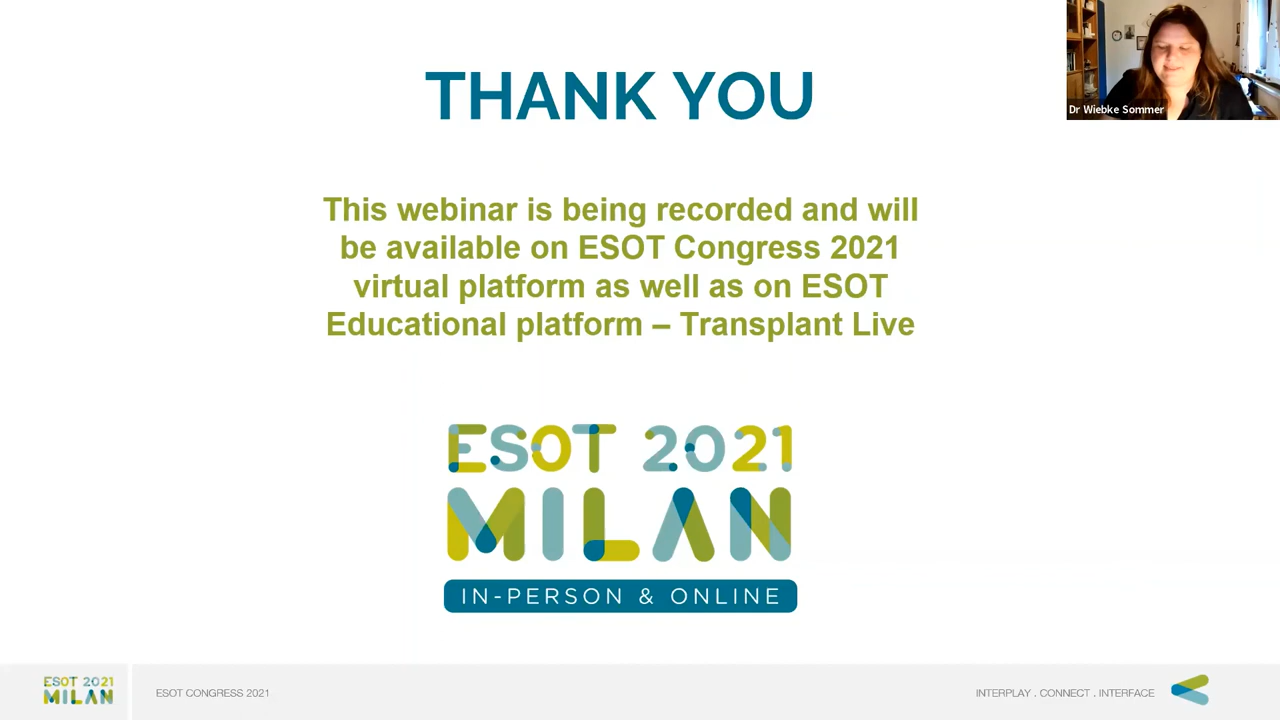 THANK YOU
Dr Wiebke Sommer
This webinar is being recorded and will
be available on ESOT Congress 2021
virtual platform as well as on ESOT
Educational platform – Transplant Live
ESOT 2021
MILAN
IN-PERSON & ONLINE
ESOT 2021
MILAN
ESOT CONGRESS 2021
INTERPLAY . CONNECT . INTERFACE